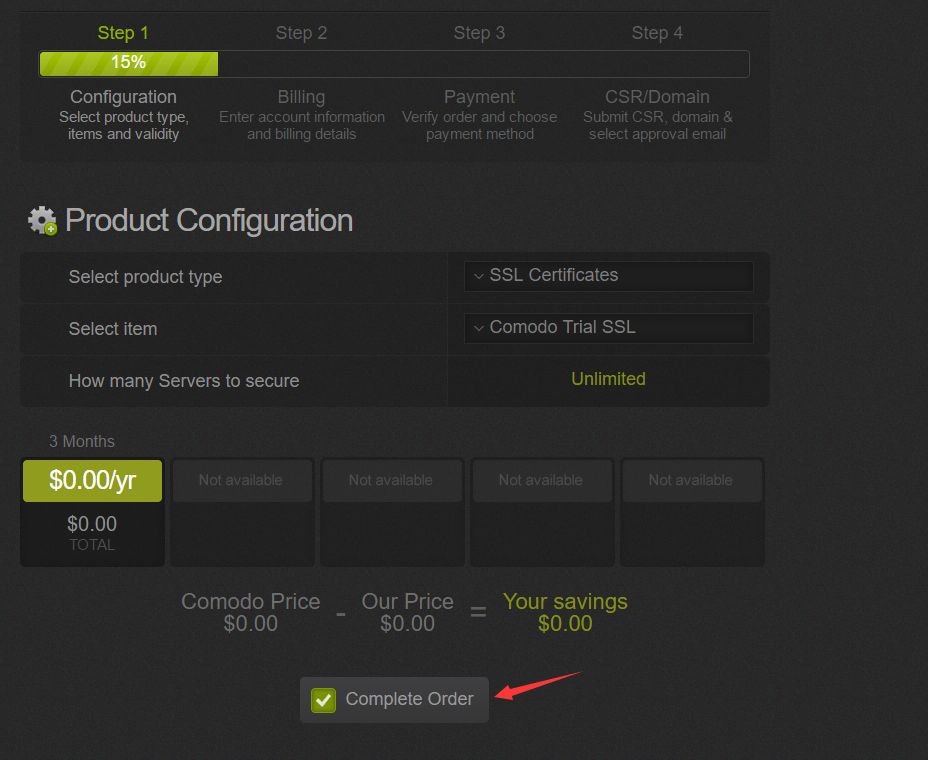 Step 1 Step 2 Step 3 Step 4
15%
Configuration Billing Payment CSR/Domain
Select product type, Enter account information Verify order and choose Submit CSR, domain &
items and validity and billing details payment method select approval email
Product Configuration
Select product type SSL Certificates
Select item Comodo Trial SSL
How many Servers to secure Unlimited
3 Months
$0.00/yr Not available Not available Not available Not available
$0.00
TOTAL
Comodo Price - Our Price = Your savings
$0.00 $0.00 $0.00
Complete Order